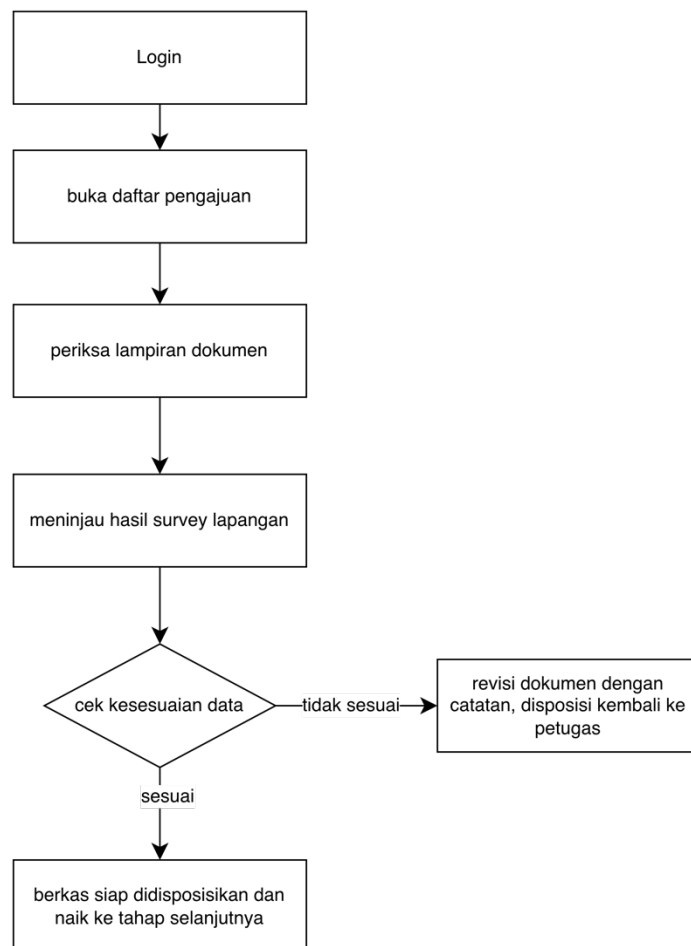 Login
buka daftar pengajuan
periksa lampiran dokumen
meninjau hasil survey lapangan
cek kesesuaian data
tidak sesuai
revisi dokumen dengan
catatan, disposisi kembali ke
petugas
sesuai
berkas siap didisposisikan dan
naik ke tahap selanjutnya